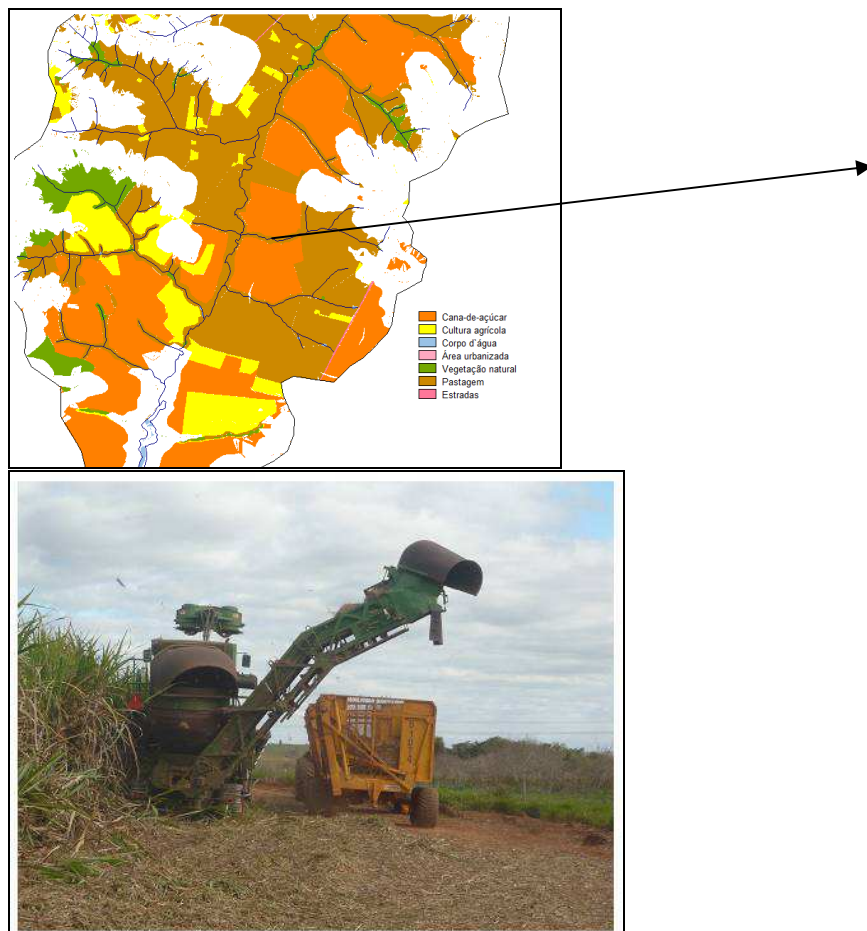 Cana-de-açúcar
Cultura agrícola
Corpo d`água
Área urbanizada
Vegetação natural
Pastagem
Estradas